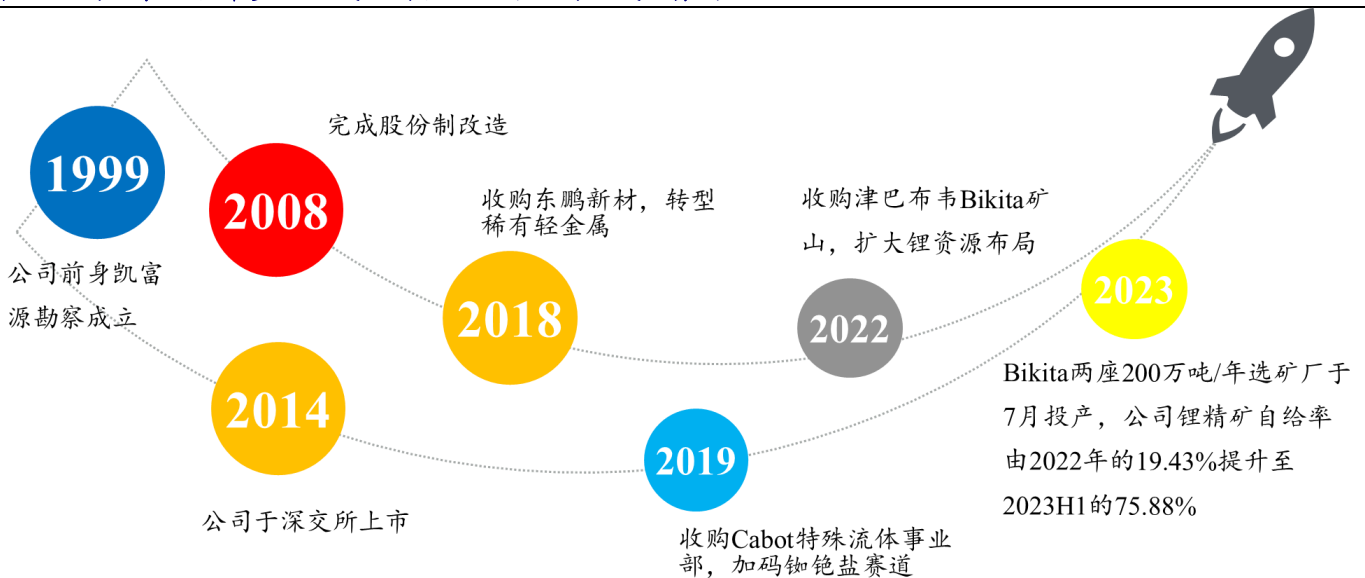 1999
公司前身凯富
源勘察成立
2008
完成股份制改造
2014
公司于深交所上市
2018
收购东鹏新材，转型
稀有轻金属
2019
收购Cabot特殊流体事业
部，加码铷铯盐赛道
2022
收购津巴布韦Bikita矿
山，扩大锂资源布局
2023
Bikita两座200万吨/年选矿厂于
7月投产，公司锂精矿自给率
由2022年的19.43%提升至
2023H1的75.88%